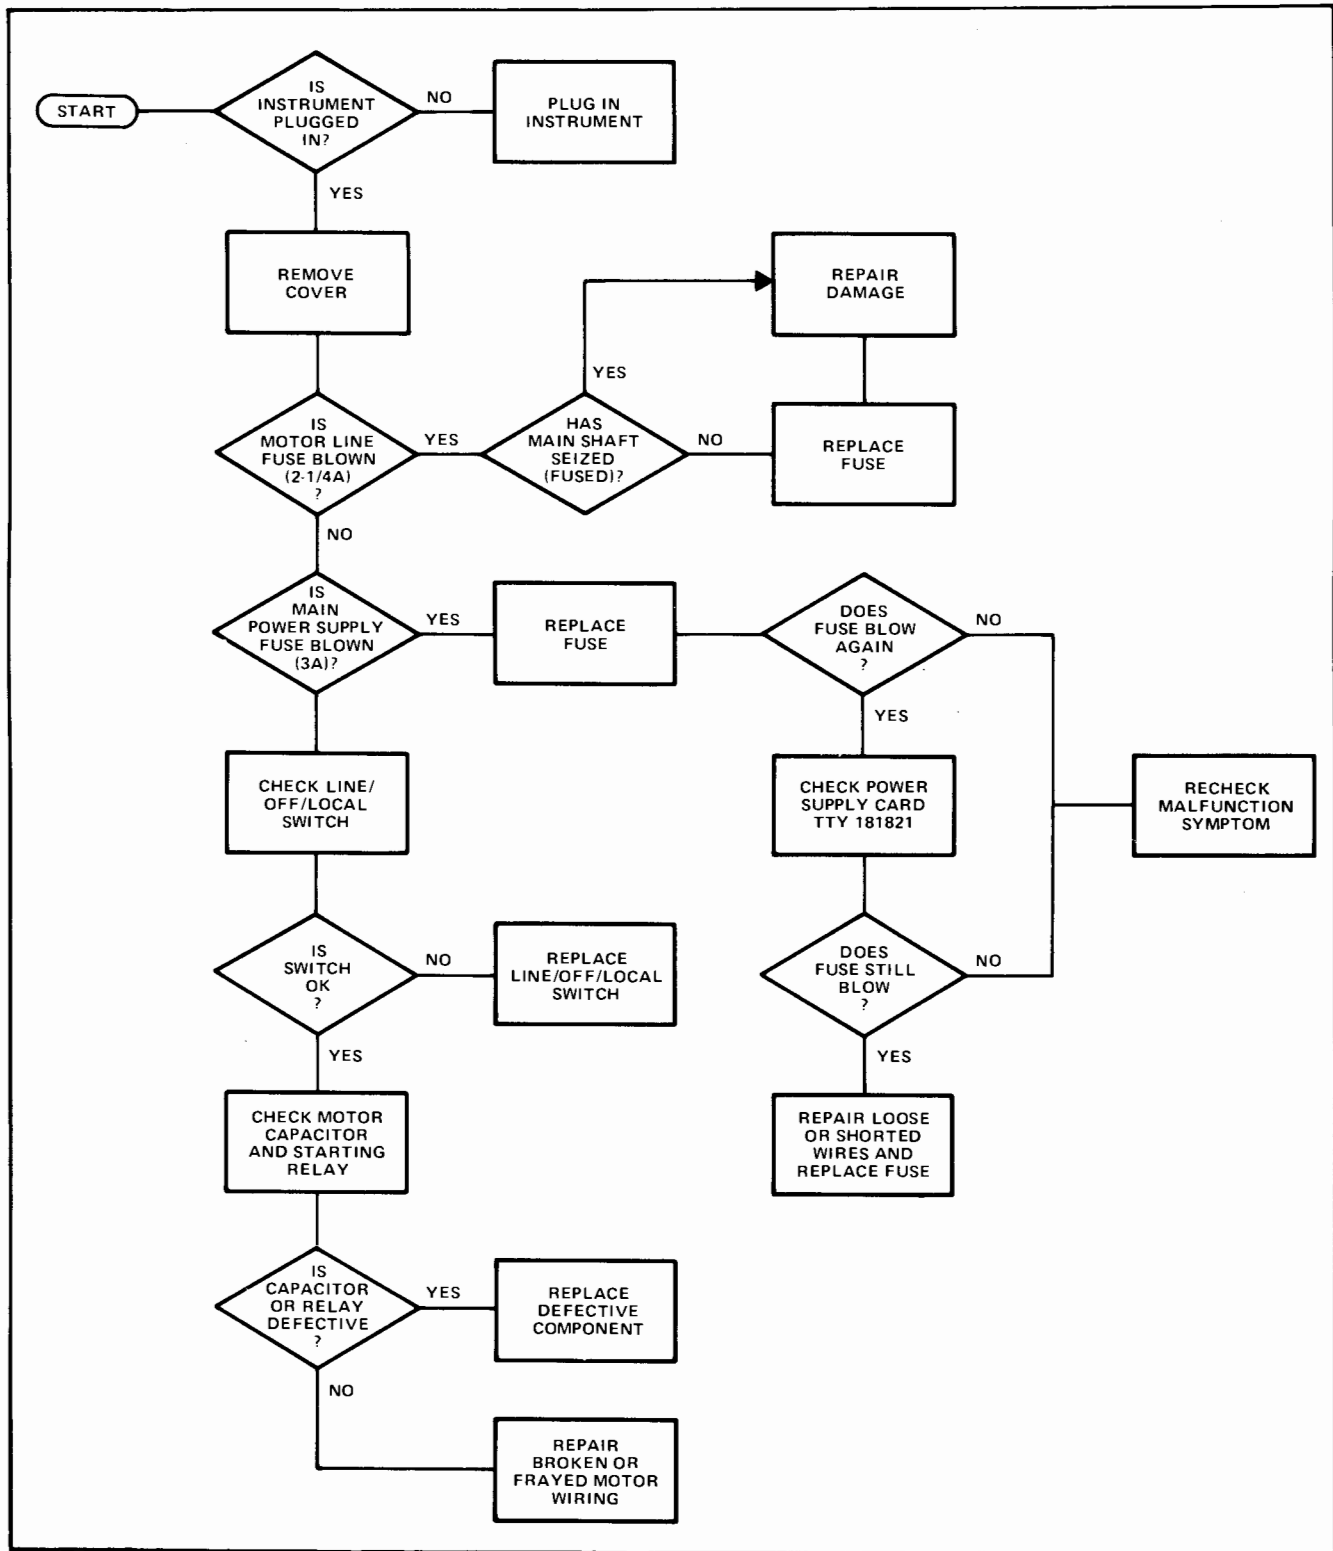 START
IS
INSTRUMENT
PLUGGED
IN?
NO
PLUG IN
INSTRUMENT
YES
REMOVE
COVER
REPAIR
DAMAGE
YES
IS
MOTOR LINE
FUSE BLOWN
(2-1/4A)
?
YES
HAS
MAIN SHAFT
SEIZED
(FUSED)?
NO
REPLACE
FUSE
NO
IS
MAIN
POWER SUPPLY
FUSE BLOWN
(3A)?
YES
REPLACE
FUSE
DOES
FUSE BLOW
AGAIN
?
NO
YES
CHECK LINE/
OFF/LOCAL
SWITCH
CHECK POWER
SUPPLY CARD
TTY 181821
RECHECK
MALFUNCTION
SYMPTOM
IS
SWITCH
OK
?
NO
REPLACE
LINE/OFF/LOCAL
SWITCH
DOES
FUSE STILL
BLOW
?
NO
YES
YES
CHECK MOTOR
CAPACITOR
AND STARTING
RELAY
REPAIR LOOSE
OR SHORTED
WIRES AND
REPLACE FUSE
IS
CAPACITOR
OR RELAY
DEFECTIVE
?
YES
REPLACE
DEFECTIVE
COMPONENT
NO
REPAIR
BROKEN OR
FRAYED MOTOR
WIRING